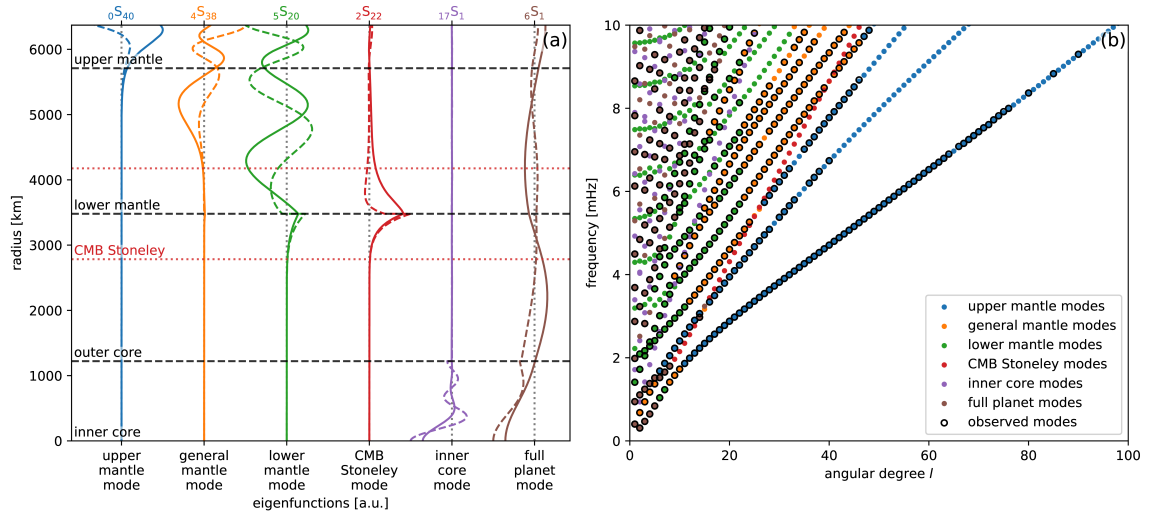 ₀S₄₀ ₄S₃₈ ₅S₂₀ ₂S₂₂ ₁₇S₁ ₆S₁
(a)
6000
5000
4000
3000
2000
1000
0
radius [km]
upper mantle
lower mantle
CMB Stoneley
outer core
inner core
upper
mantle
mode
general
mantle
mode
lower
mantle
mode
CMB
Stoneley
mode
inner
core
mode
full
planet
mode
eigenfunctions [a.u.]
(b)
10
8
6
4
2
0
frequency [mHz]
upper mantle modes
general mantle modes
lower mantle modes
CMB Stoneley modes
inner core modes
full planet modes
observed modes
0 20 40 60 80 100
angular degree l